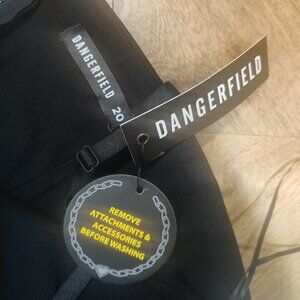 DANGERFIELD 20
DANGERFIELD
REMOVE
ATTACHMENTS &
ACCESSORIES
BEFORE WASHING